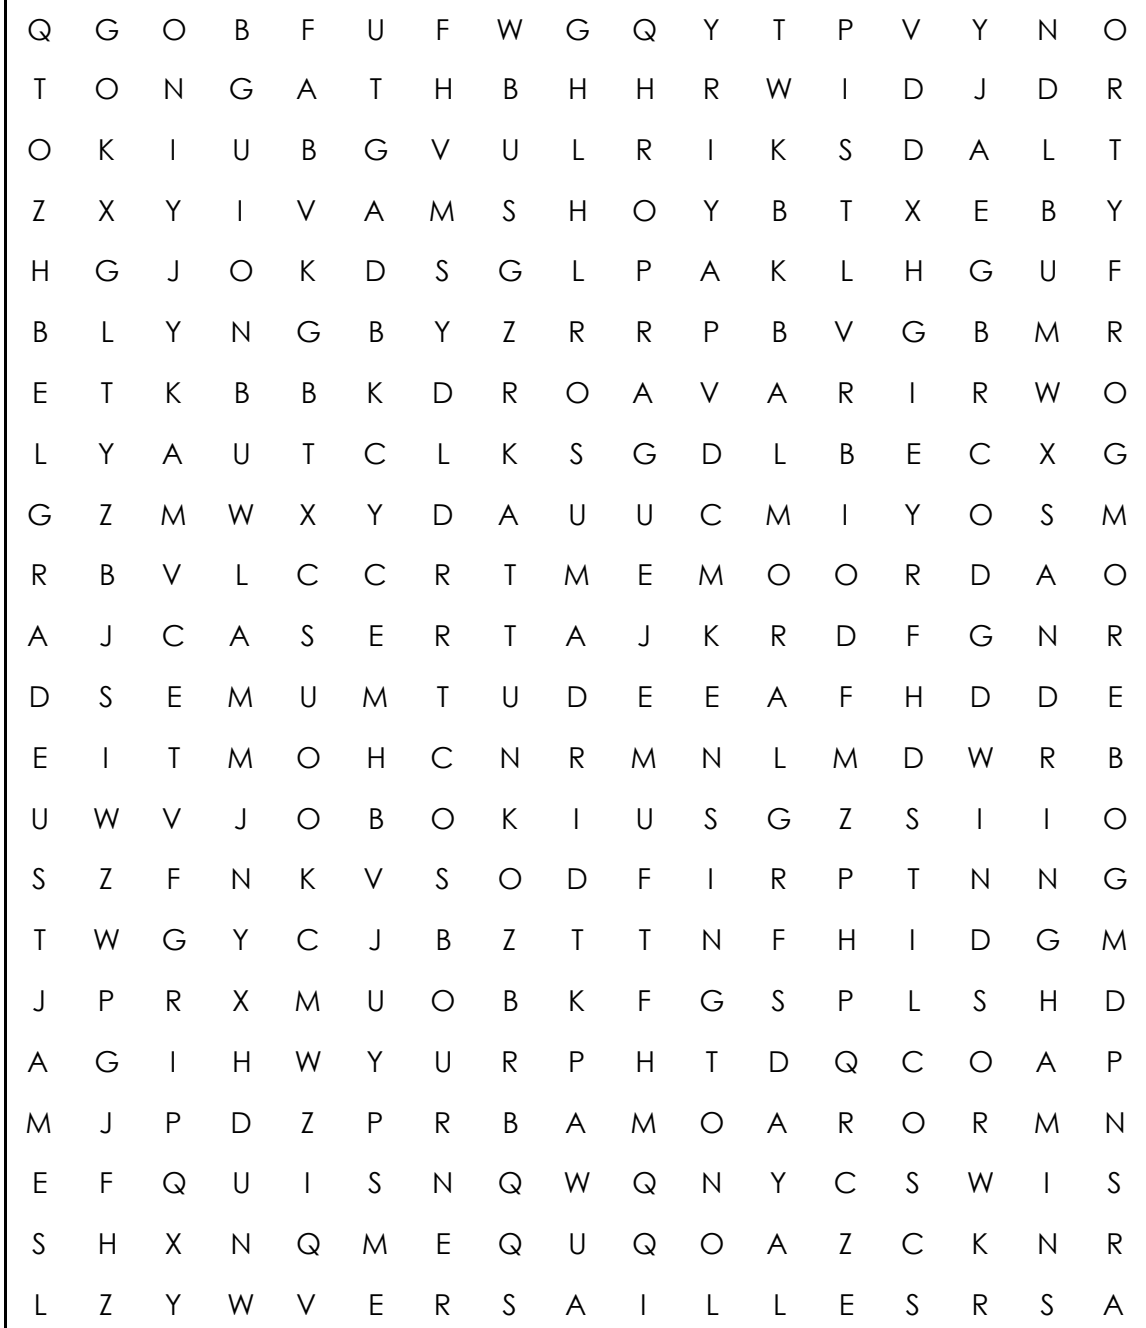 Q G O B F U F W G Q Y T P V Y N O
T O N G A T H B H H R W I D J D R
O K I U B G V U L R I K S D A L T
Z X Y I V A M S H O Y B T X E B Y
H G J O K D S G L P A K L H G U F
B L Y N G B Y Z R R P B V G B M R
E T K B B K D R O A V A R I R W O
L Y A U T C L K S G D L B E C X G
G Z M W X Y D A U U C M I Y O S M
R B V L C C R T M E M O O R D A O
A J C A S E R T A J K R D F G N R
D S E M U M T U D E E A F H D D E
E I T M O H C N R M N L M D W R B
U W V J O B O K I U S G Z S I I O
S Z F N K V S O D F I R P T N N G
T W G Y C J B Z T T N F H I D G M
J P R X M U O B K F G S P L S H D
A G I H W Y U R P H T D Q C O A P
M J P D Z P R B A M O A R O R M N
E F Q U I S N Q W Q N Y C S W I S
S H X N Q M E Q U Q O A Z C K N R
L Z Y W V E R S A I L L E S R S A